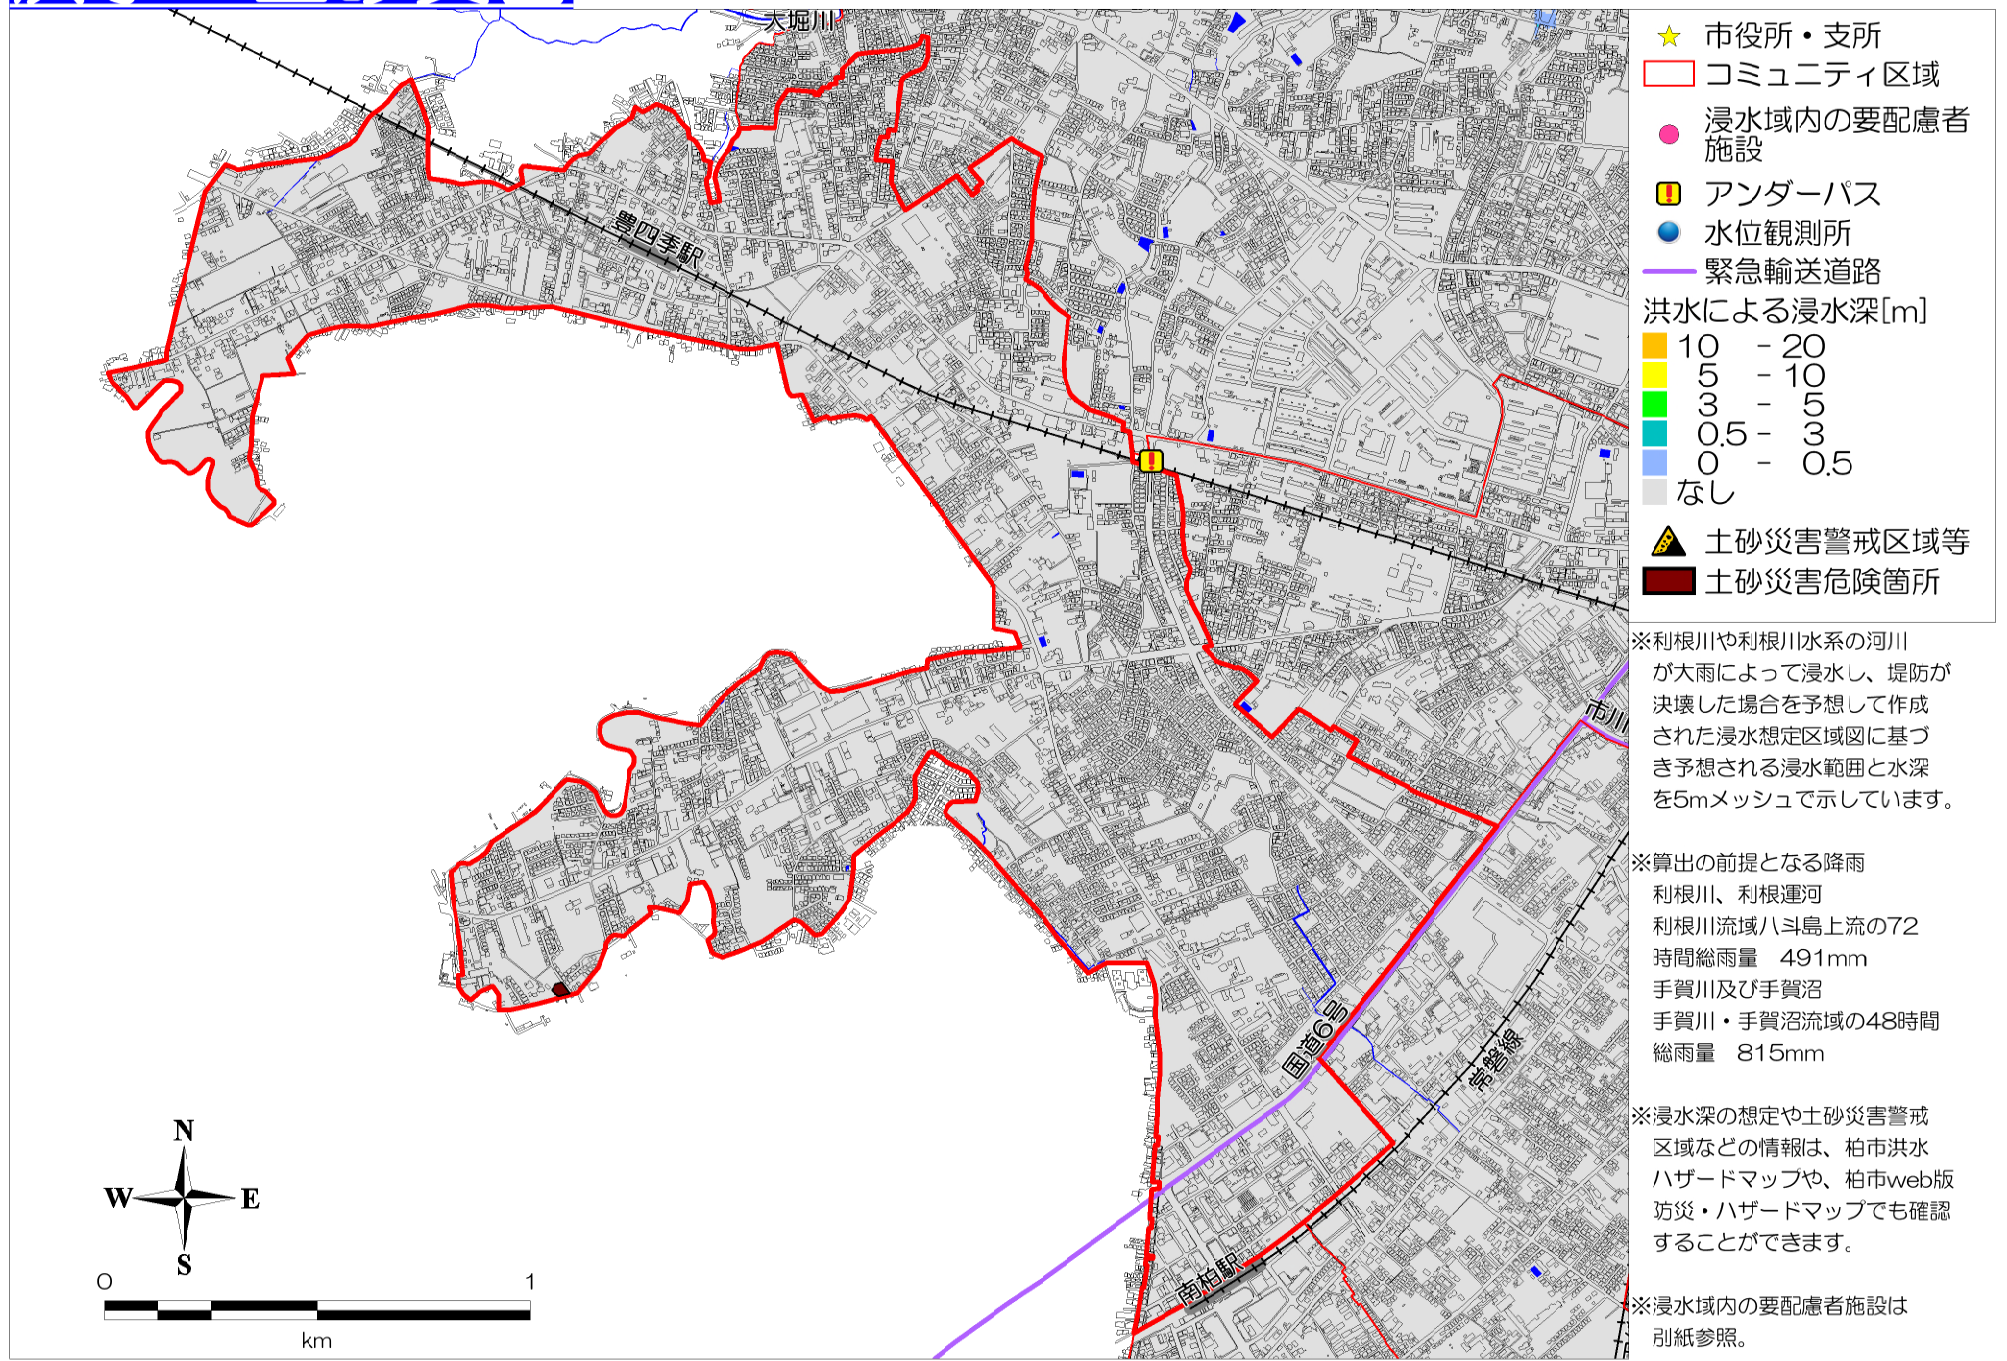 大堀川
豊四季駅
市川
国道6号
常磐線
南柏駅
N
W
E
S
0 1
km
市役所・支所
コミュニティ区域
浸水域内の要配慮者
施設
アンダーパス
水位観測所
緊急輸送道路
洪水による浸水深[m]
10 - 20
5 - 10
3 - 5
0.5 - 3
0 - 0.5
なし
土砂災害警戒区域等
土砂災害危険箇所
※利根川や利根川水系の河川
が大雨によって浸水し、堤防が
決壊した場合を予想して作成
された浸水想定区域図に基づ
き予想される浸水範囲と水深
を5mメッシュで示しています。
※算出の前提となる降雨
利根川、利根運河
利根川流域八斗島上流の72
時間総雨量 491mm
手賀川及び手賀沼
手賀川・手賀沼流域の48時間
総雨量 815mm
※浸水深の想定や土砂災害警戒
区域などの情報は、柏市洪水
ハザードマップや、柏市web版
防災・ハザードマップでも確認
することができます。
※浸水域内の要配慮者施設は
別紙参照。